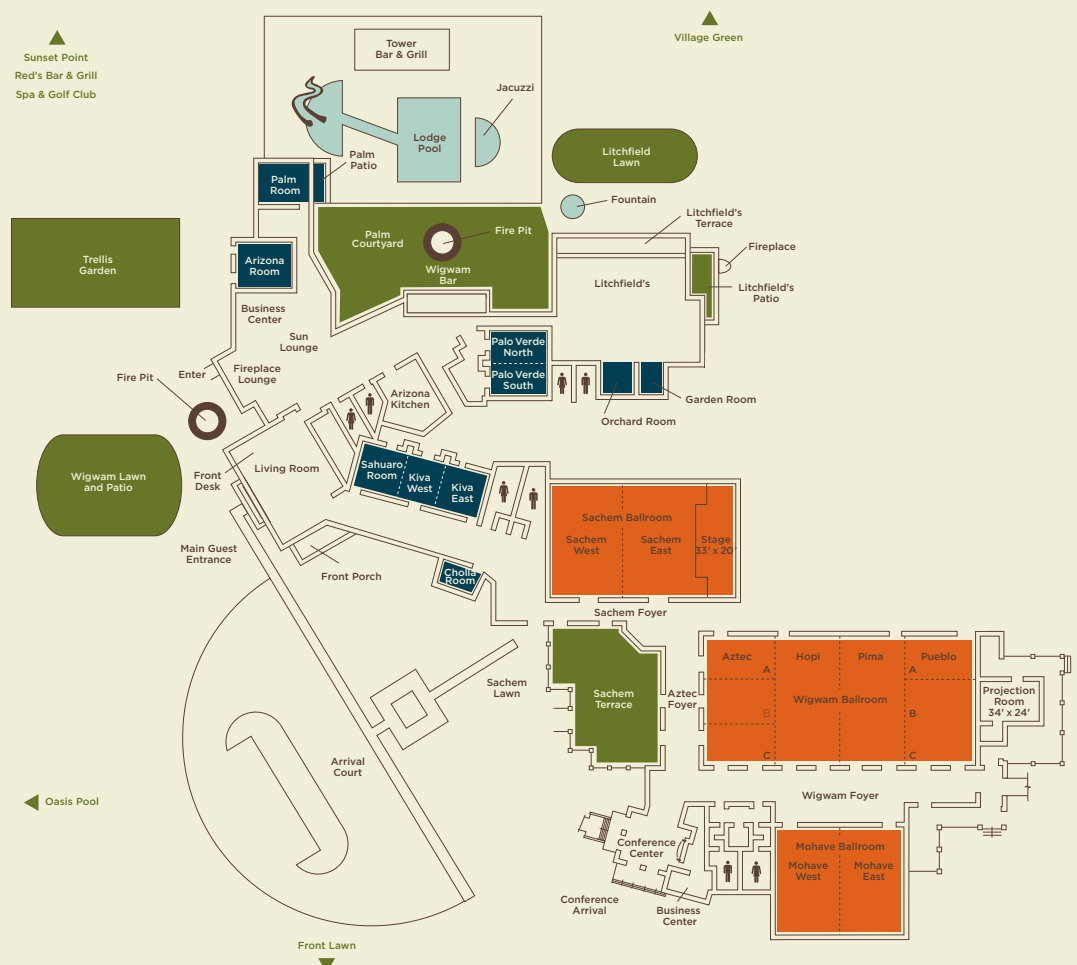 Village Green
Sunset Point
Red's Bar & Grill
Spa & Golf Club
Tower
Bar & Grill
Jacuzzi
Lodge
Pool
Litchfield
Lawn
Palm
Patio
Palm
Room
Fountain
Litchfield's
Terrace
Fireplace
Palm
Courtyard
Fire Pit
Wigwam
Bar
Trellis
Garden
Arizona
Room
Litchfield's
Litchfield's
Patio
Business
Center
Sun
Lounge
Palo Verde
North
Palo Verde
South
Enter
Fireplace
Lounge
Fire Pit
Arizona
Kitchen
Garden Room
Orchard Room
Wigwam Lawn
and Patio
Front
Desk
Living Room
Sahuaro
Room
Kiva
West
Kiva
East
Sachem Ballroom
Sachem
West
Sachem
East
Stage
33' x 20'
Main Guest
Entrance
Front Porch
Cholla
Room
Sachem Foyer
Sachem
Lawn
Sachem
Terrace
Aztec
Foyer
Aztec
Hopi
Pima
Pueblo
A
A
Wigwam Ballroom
B
B
C
C
Projection
Room
34' x 24'
Arrival
Court
Oasis Pool
Wigwam Foyer
Conference
Center
Mohave Ballroom
Mohave
West
Mohave
East
Conference
Arrival
Business
Center
Front Lawn